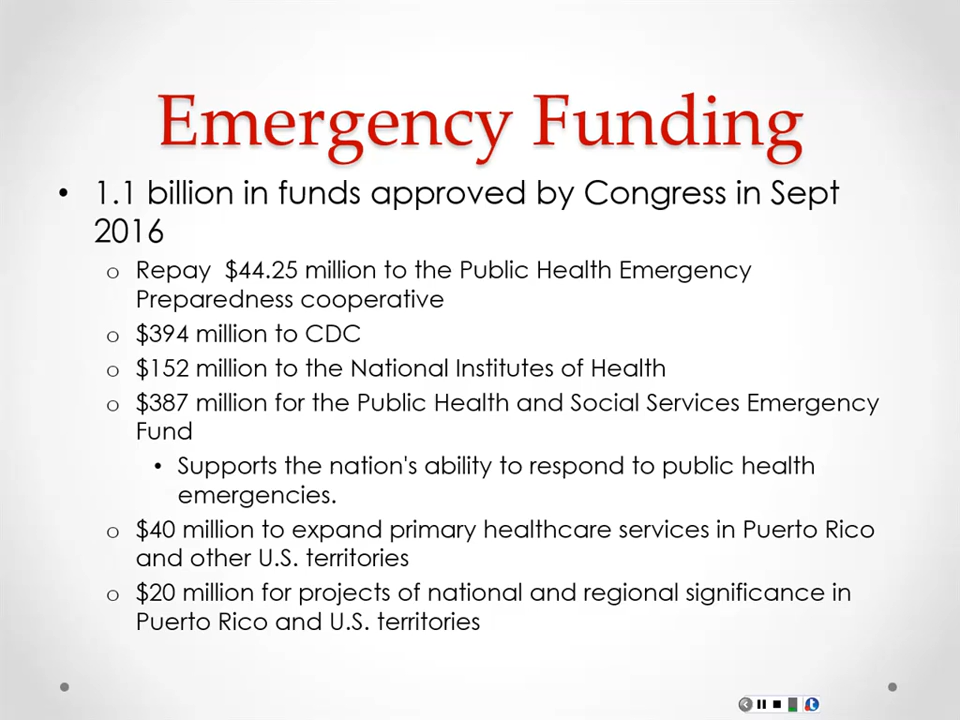 Emergency Funding
• 1.1 billion in funds approved by Congress in Sept
2016
o Repay  $44.25 million to the Public Health Emergency
Preparedness cooperative
o $394 million to CDC
o $152 million to the National Institutes of Health
o $387 million for the Public Health and Social Services Emergency
Fund
• Supports the nation's ability to respond to public health
emergencies.
o $40 million to expand primary healthcare services in Puerto Rico
and other U.S. territories
o $20 million for projects of national and regional significance in
Puerto Rico and U.S. territories